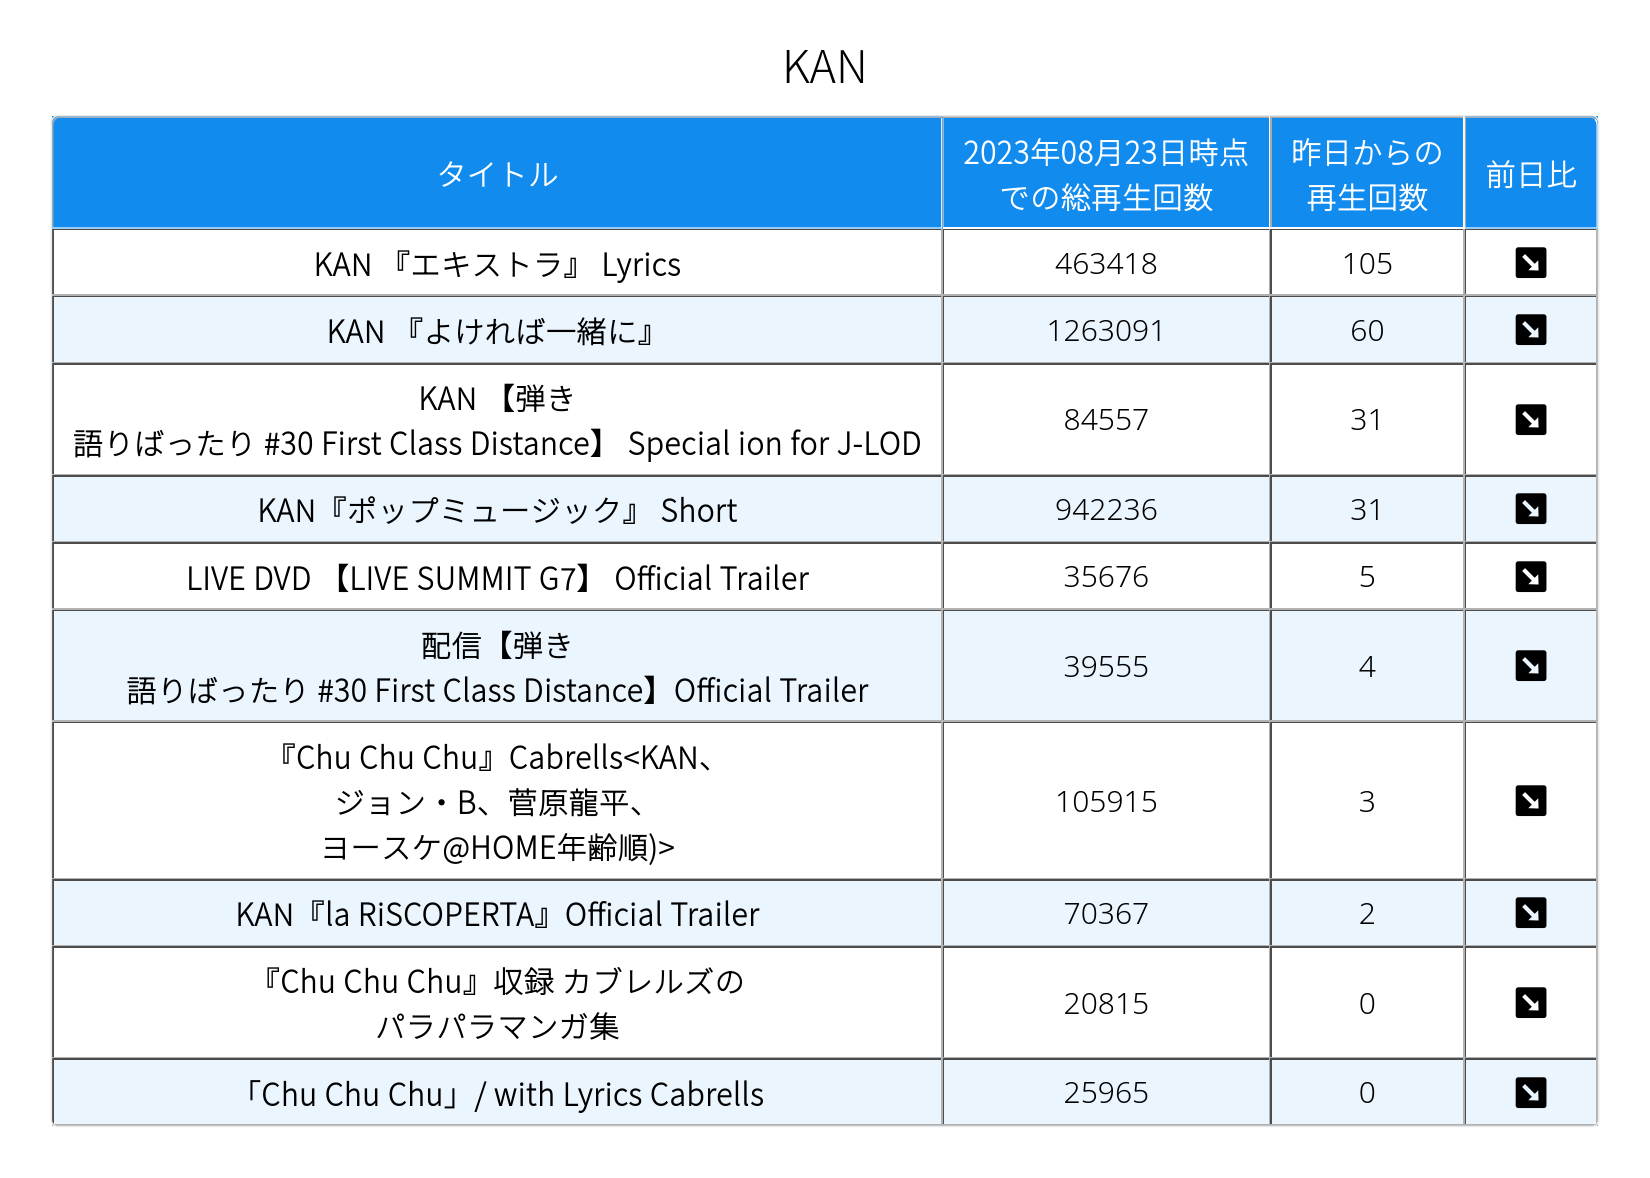 KAN
タイトル
2023年08月23日時点
での総再生回数
昨日からの
再生回数
前日比
KAN 『エキストラ』 Lyrics
463418
105
KAN 『よければ一緒に』
1263091
60
KAN 【弾き
語りばったり #30 First Class Distance】 Special ion for J-LOD
84557
31
KAN『ポップミュージック』 Short
942236
31
LIVE DVD 【LIVE SUMMIT G7】 Official Trailer
35676
5
配信【弾き
語りばったり #30 First Class Distance】Official Trailer
39555
4
『Chu Chu Chu』Cabrells<KAN、
ジョン・B、菅原龍平、
ヨースケ@HOME年齢順)>
105915
3
KAN『la RiSCOPERTA』Official Trailer
70367
2
『Chu Chu Chu』収録 カブレルズの
パラパラマンガ集
20815
0
「Chu Chu Chu」/ with Lyrics Cabrells
25965
0